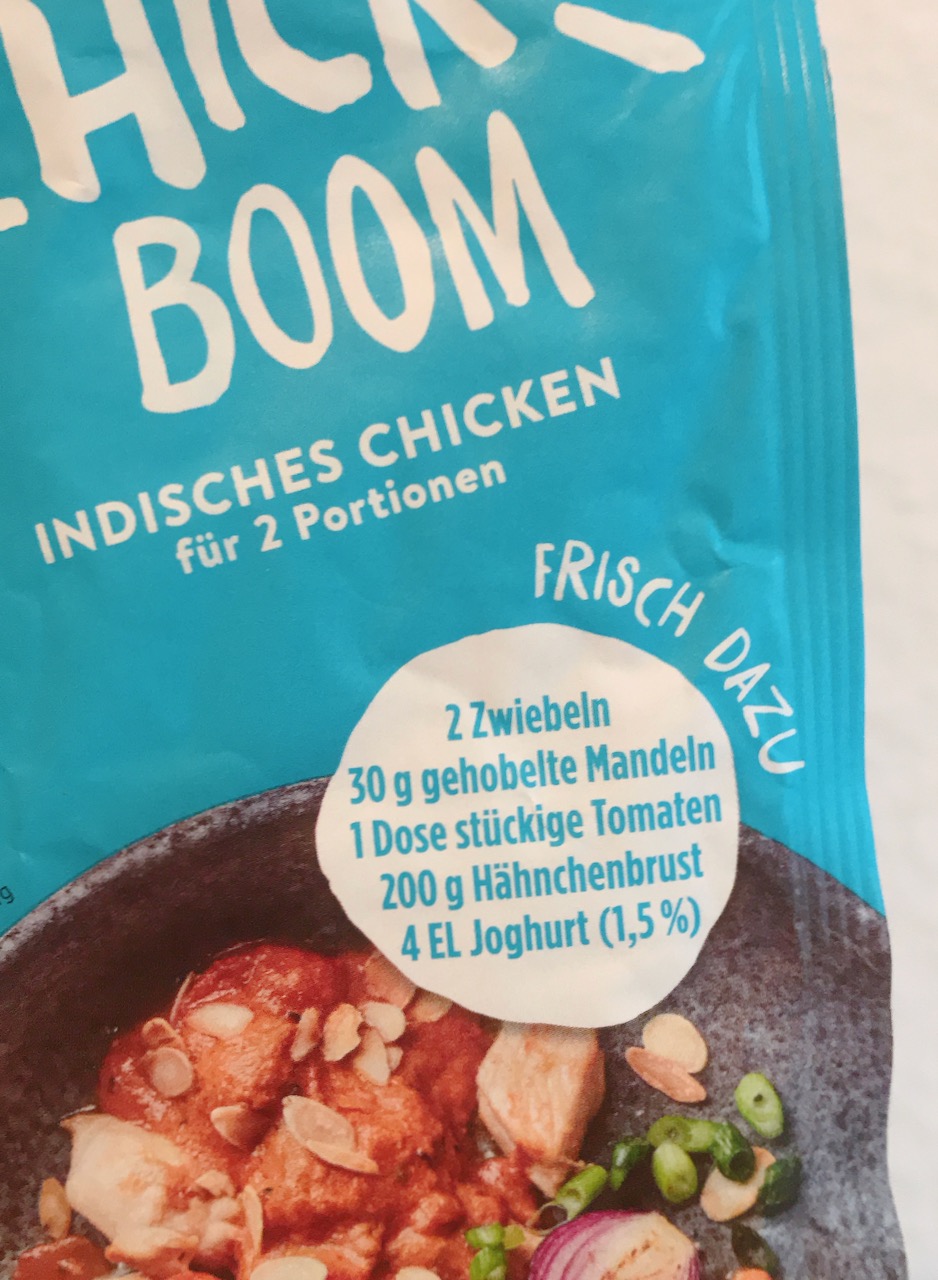 CHICK
BOOM
INDISCHES CHICKEN
für 2 Portionen
FRISCH DAZU
2 Zwiebeln
30 g gehobelte Mandeln
1 Dose stückige Tomaten
200 g Hähnchenbrust
4 EL Joghurt (1,5 %)